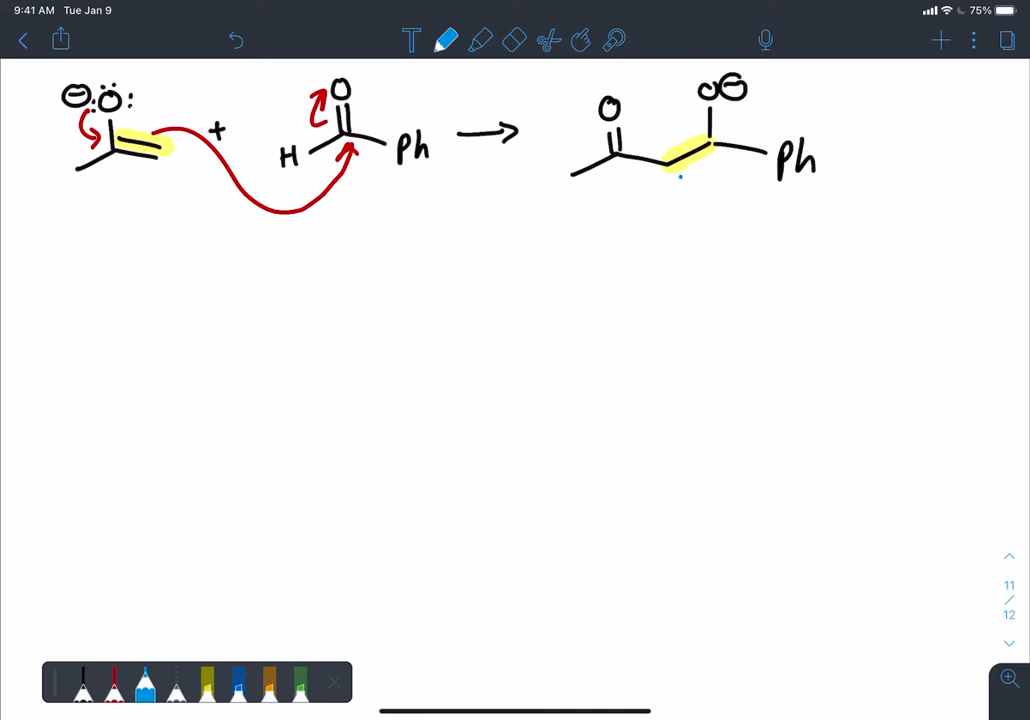 9:41 AM Tue Jan 9
75%
T
⊖ :Ö: + O H Ph → O O⊖ Ph
11
/
12